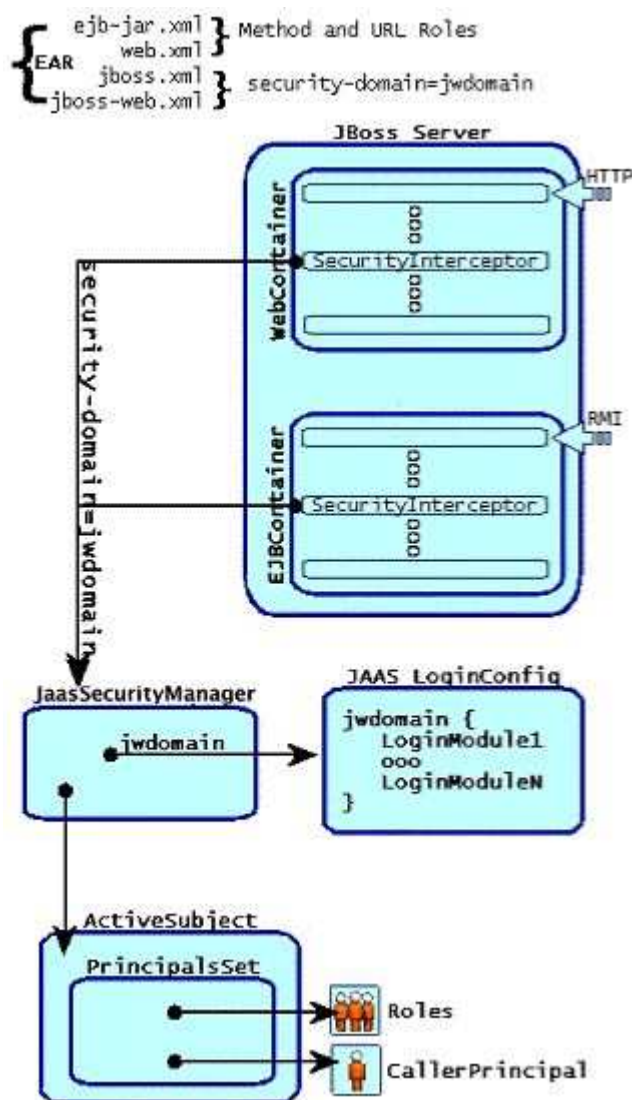 ejb-jar.xml
web.xml
Method and URL Roles
EAR
jboss.xml
jboss-web.xml
security-domain=jwdomain
JBoss Server
HTTP
WebContainer
SecurityInterceptor
security-domain=jwdomain
RMI
EJBContainer
SecurityInterceptor
JaasSecurityManager
jwdomain
JAAS LoginConfig
jwdomain {
LoginModule1
ooo
LoginModuleN
}
ActiveSubject
PrincipalsSet
Roles
CallerPrincipal